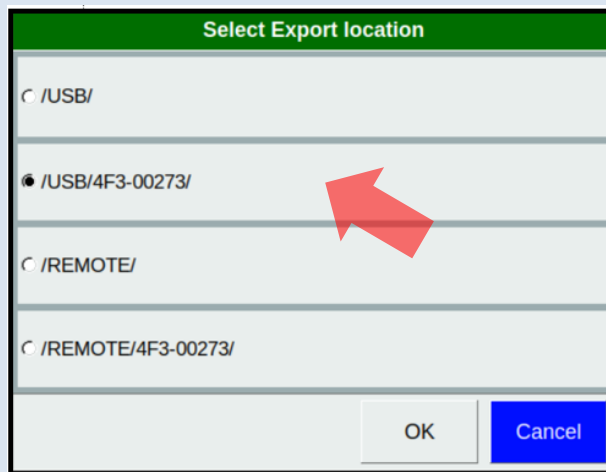 Select Export location
/USB/
/USB/4F3-00273/
/REMOTE/
/REMOTE/4F3-00273/
OK
Cancel